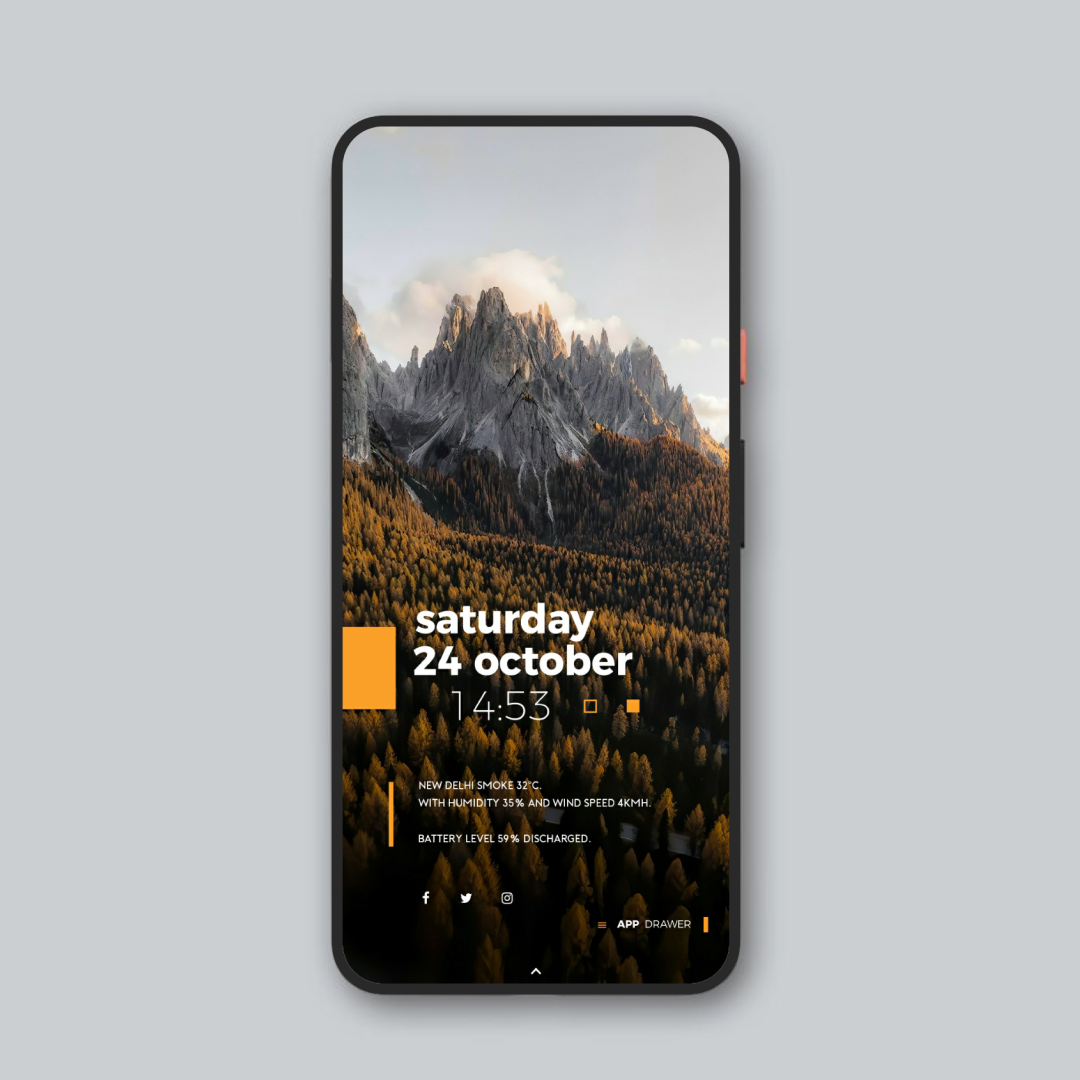 saturday
24 october
14:53
NEW DELHI SMOKE 32°C.
WITH HUMIDITY 35% AND WIND SPEED 4KMH.
BATTERY LEVEL 59% DISCHARGED.
APP DRAWER